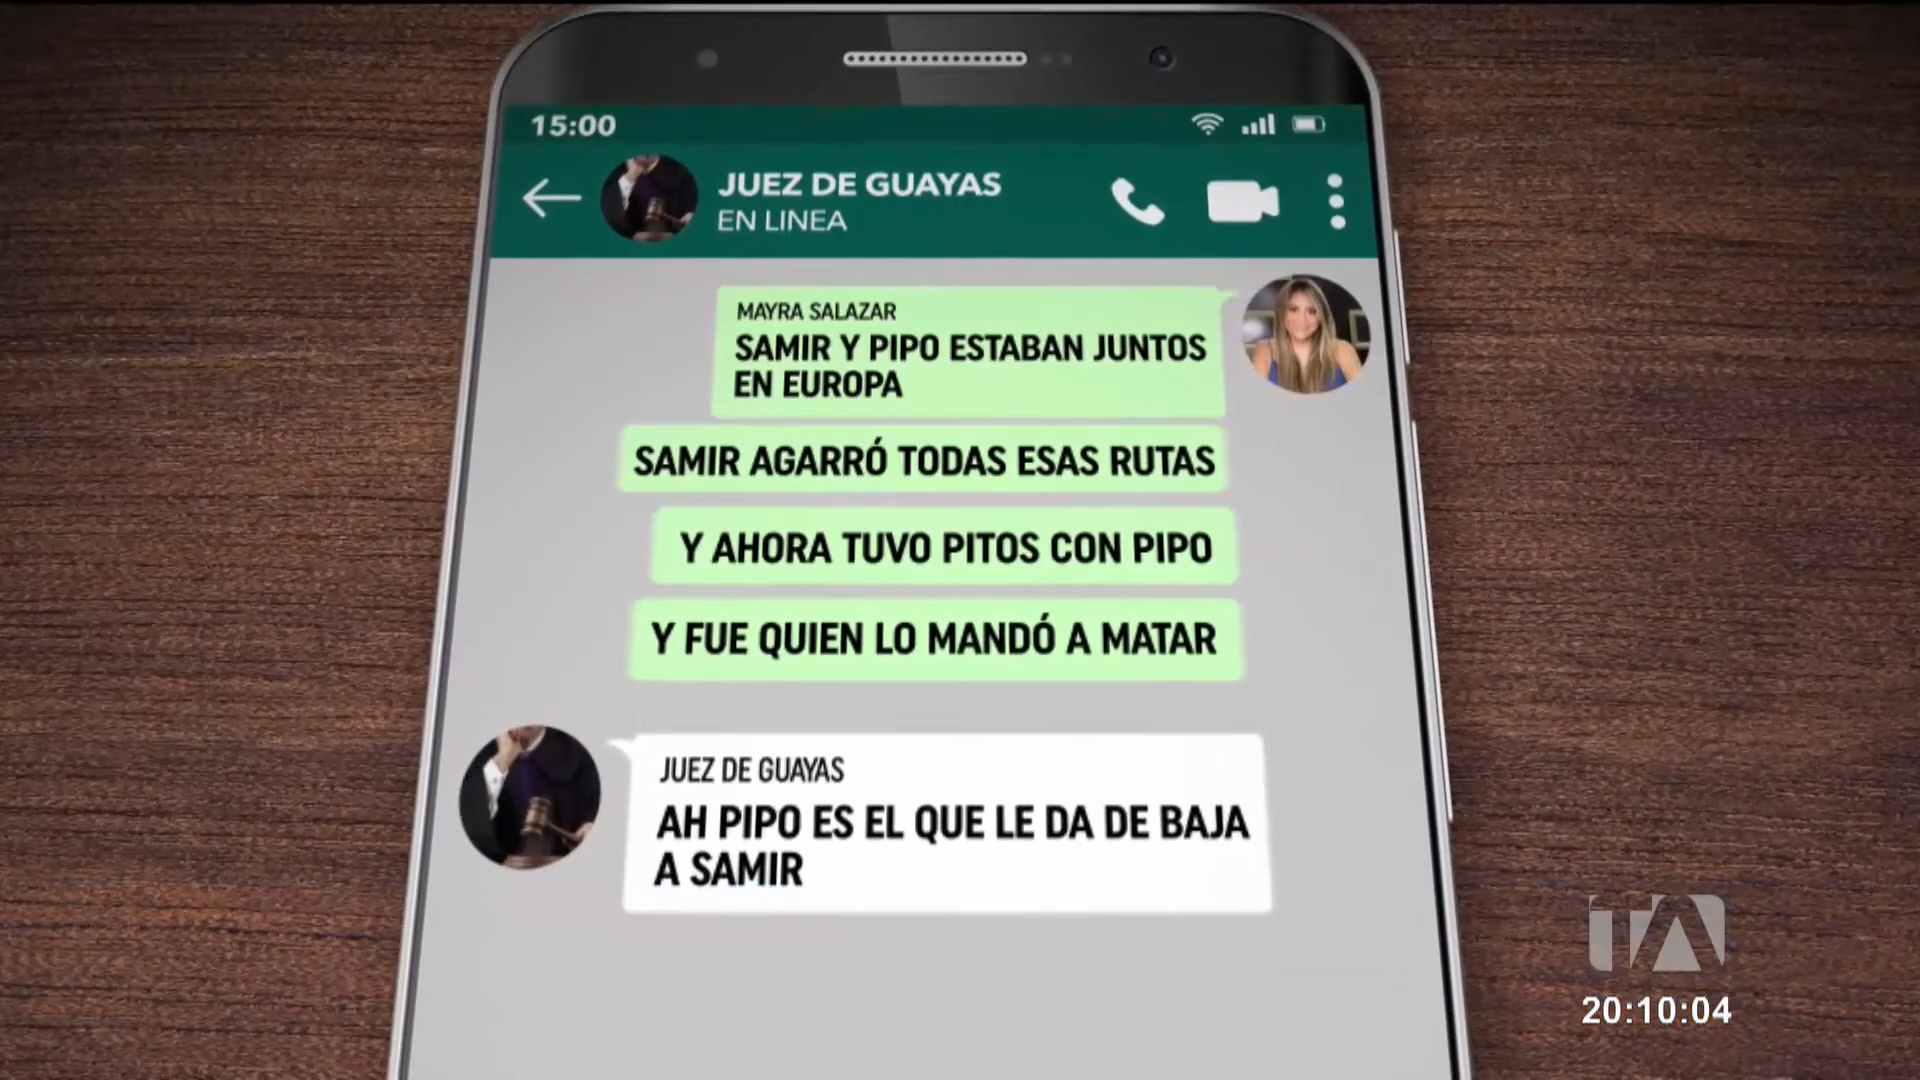 15:00
JUEZ DE GUAYAS
EN LINEA
MAYRA SALAZAR
SAMIR Y PIPO ESTABAN JUNTOS
EN EUROPA
SAMIR AGARRÓ TODAS ESAS RUTAS
Y AHORA TUVO PITOS CON PIPO
Y FUE QUIEN LO MANDÓ A MATAR
JUEZ DE GUAYAS
AH PIPO ES EL QUE LE DA DE BAJA
A SAMIR
TA
20:10:04